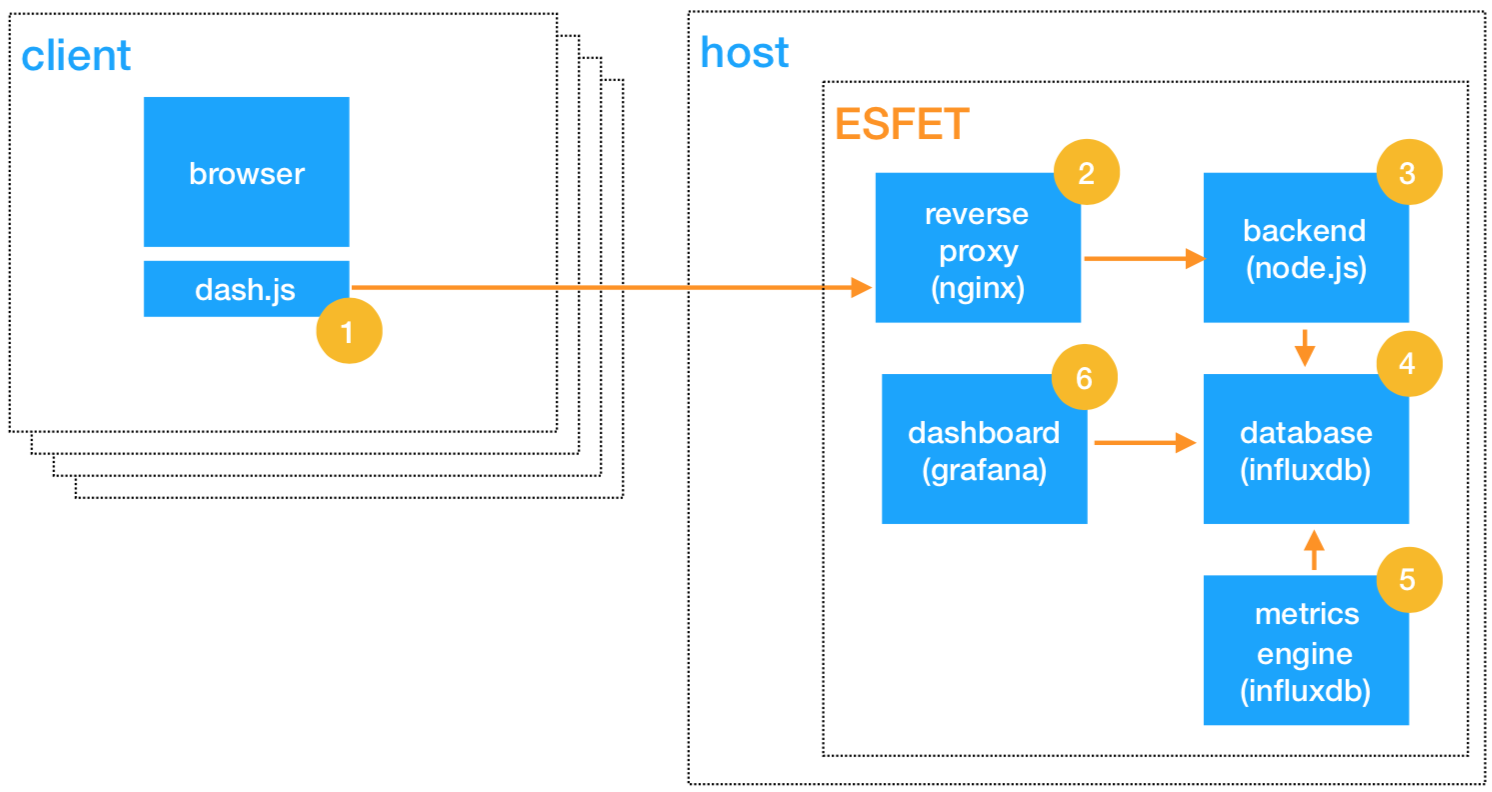 client
browser
dash.js
1
host
ESFET
2
reverse
proxy
(nginx)
3
backend
(node.js)
6
dashboard
(grafana)
4
database
(influxdb)
5
metrics
engine
(influxdb)